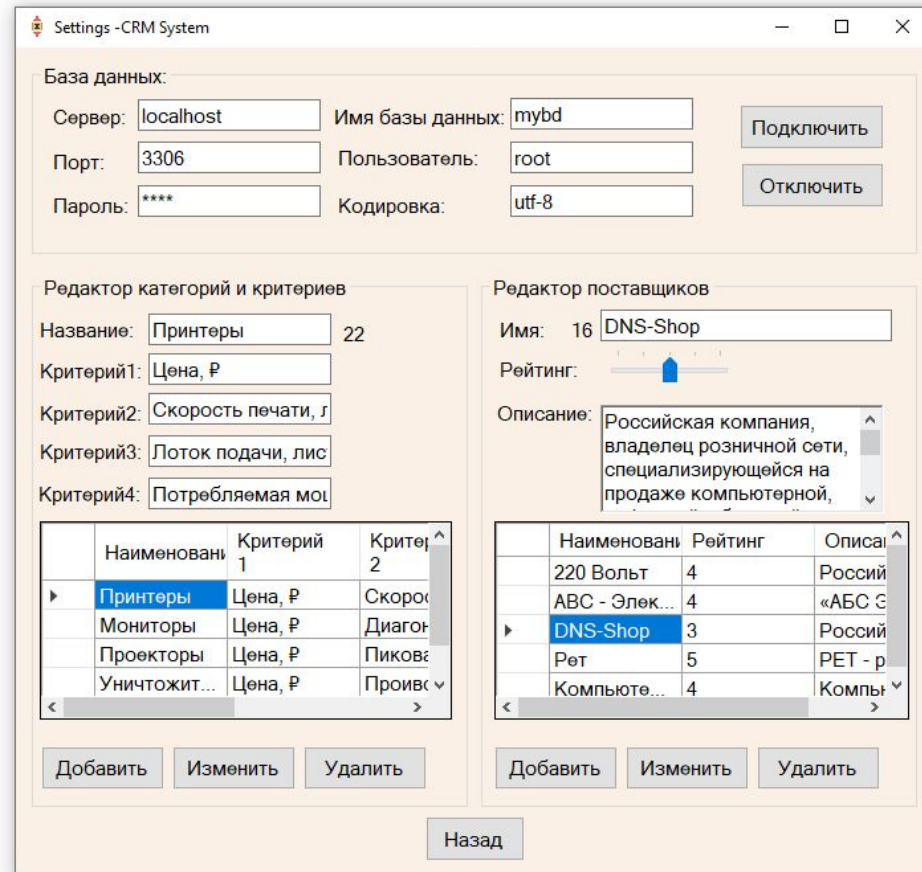 Settings -CRM System
База данных:
Сервер: localhost Имя базы данных: mybd Подключить
Порт: 3306 Пользователь: root
Отключить
Пароль: **** Кодировка: utf-8
Редактор категорий и критериев
Название: Принтеры 22
Критерий1: Цена, ₽
Критерий2: Скорость печати, л
Критерий3: Лоток подачи, лис
Критерий4: Потребляемая
Наименовани Критерий 1 Критер 2
Принтеры Цена, ₽ Скорос
Мониторы Цена, ₽ Диагон
Проекторы Цена, ₽ Пикова
Уничтожит... Цена, ₽ Проиво
Добавить Изменить Удалить
Редактор поставщиков
Имя: 16 DNS-Shop
Рейтинг:
Описание: Российская компания,
владелец розничной сети,
специализирующейся на
продаже компьютерной,
Наименовани Рейтинг Описа
220 Вольт 4 Россий
АВС - Элек... 4 «АБС Э
DNS-Shop 3 Россий
Рет 5 РЕТ - р
Компьюте... 4 Компь
Добавить Изменить Удалить
Назад